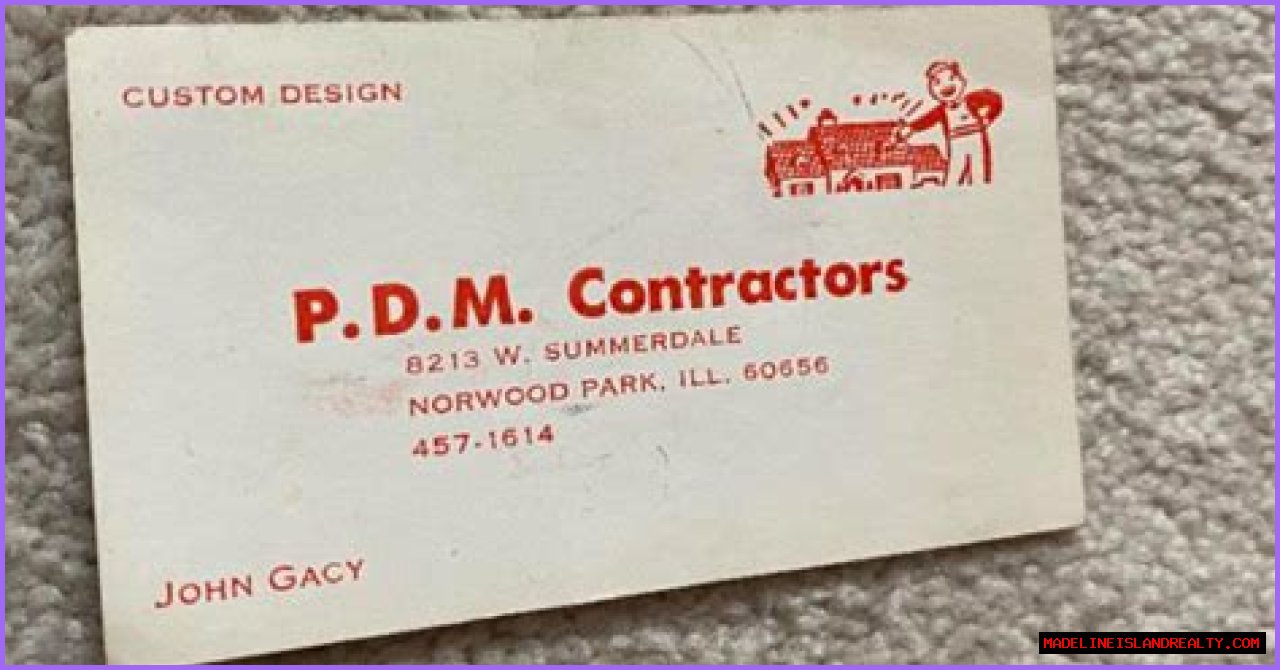 CUSTOM DESIGN
P.D.M. Contractors
8213 W. SUMMERDALE
NORWOOD PARK, ILL. 60656
457-1614
JOHN GACY
MADELINEISLANDREALTY.COM